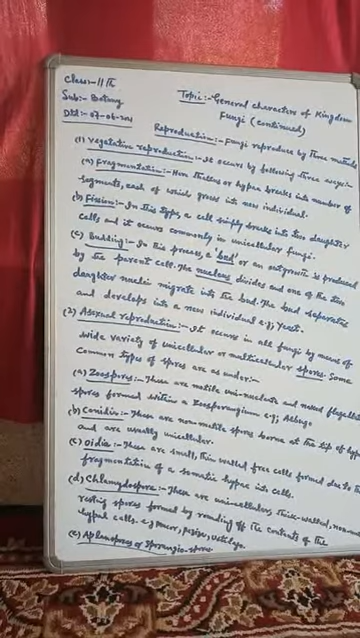 Class:- 11th
Sub:- Botany
Dtd:- 07-06-201
Topic:- General characters of Kingdom
Fungi (continued)
Reproduction:- Fungi reproduce by three methods
(1) Vegetative reproduction:- It occurs by following three ways:-
(a) Fragmentation:- Here thallus or hyphae breaks into number of
segments, each of which grows into new individual.
(b) Fission:- In this type, a cell simply breaks into two daughter
cells and it occurs commonly in unicellular fungi.
(c) Budding:- In this process, a bud or an outgrowth is produced
by the parent cell. The nucleus divides and one of the two
daughter nuclei migrate into the bud. The bud separates
and develops into a new individual e.g; Yeast.
(2) Asexual reproduction:- It occurs in all fungi by means of
wide variety of unicellular or multicellular spores. Some
Common types of spores are as under:-
(a) Zoospores:- These are motile uni-nucleate and naked flagellat
spores formed within a Zoosporangium e.g;
(b) Conidia:- These are non-motile spores borne at the tip of hyp
and are usually unicellular.
(c) Oidia:- These are small, thin walled free cells formed due to t
fragmentation of a somatic hyphae into cells.
(d) Chlamydospore:- These are unicellular, thick-walled, non-mo
resting spores formed by rounding off the contents of the
hyphal cells. e.g mucor, peziza, ustilago.
(e) Aplanospores or Sporangio-spores